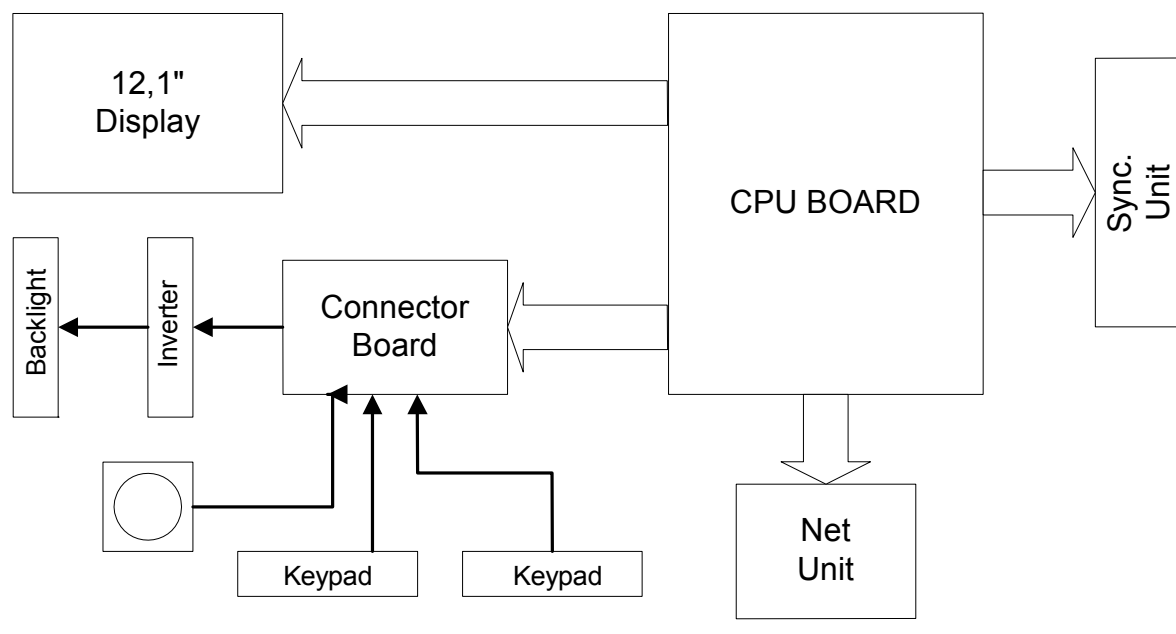 12,1"
Display
CPU BOARD
Sync.
Unit
Backlight
Inverter
Connector
Board
Net
Unit
Keypad
Keypad